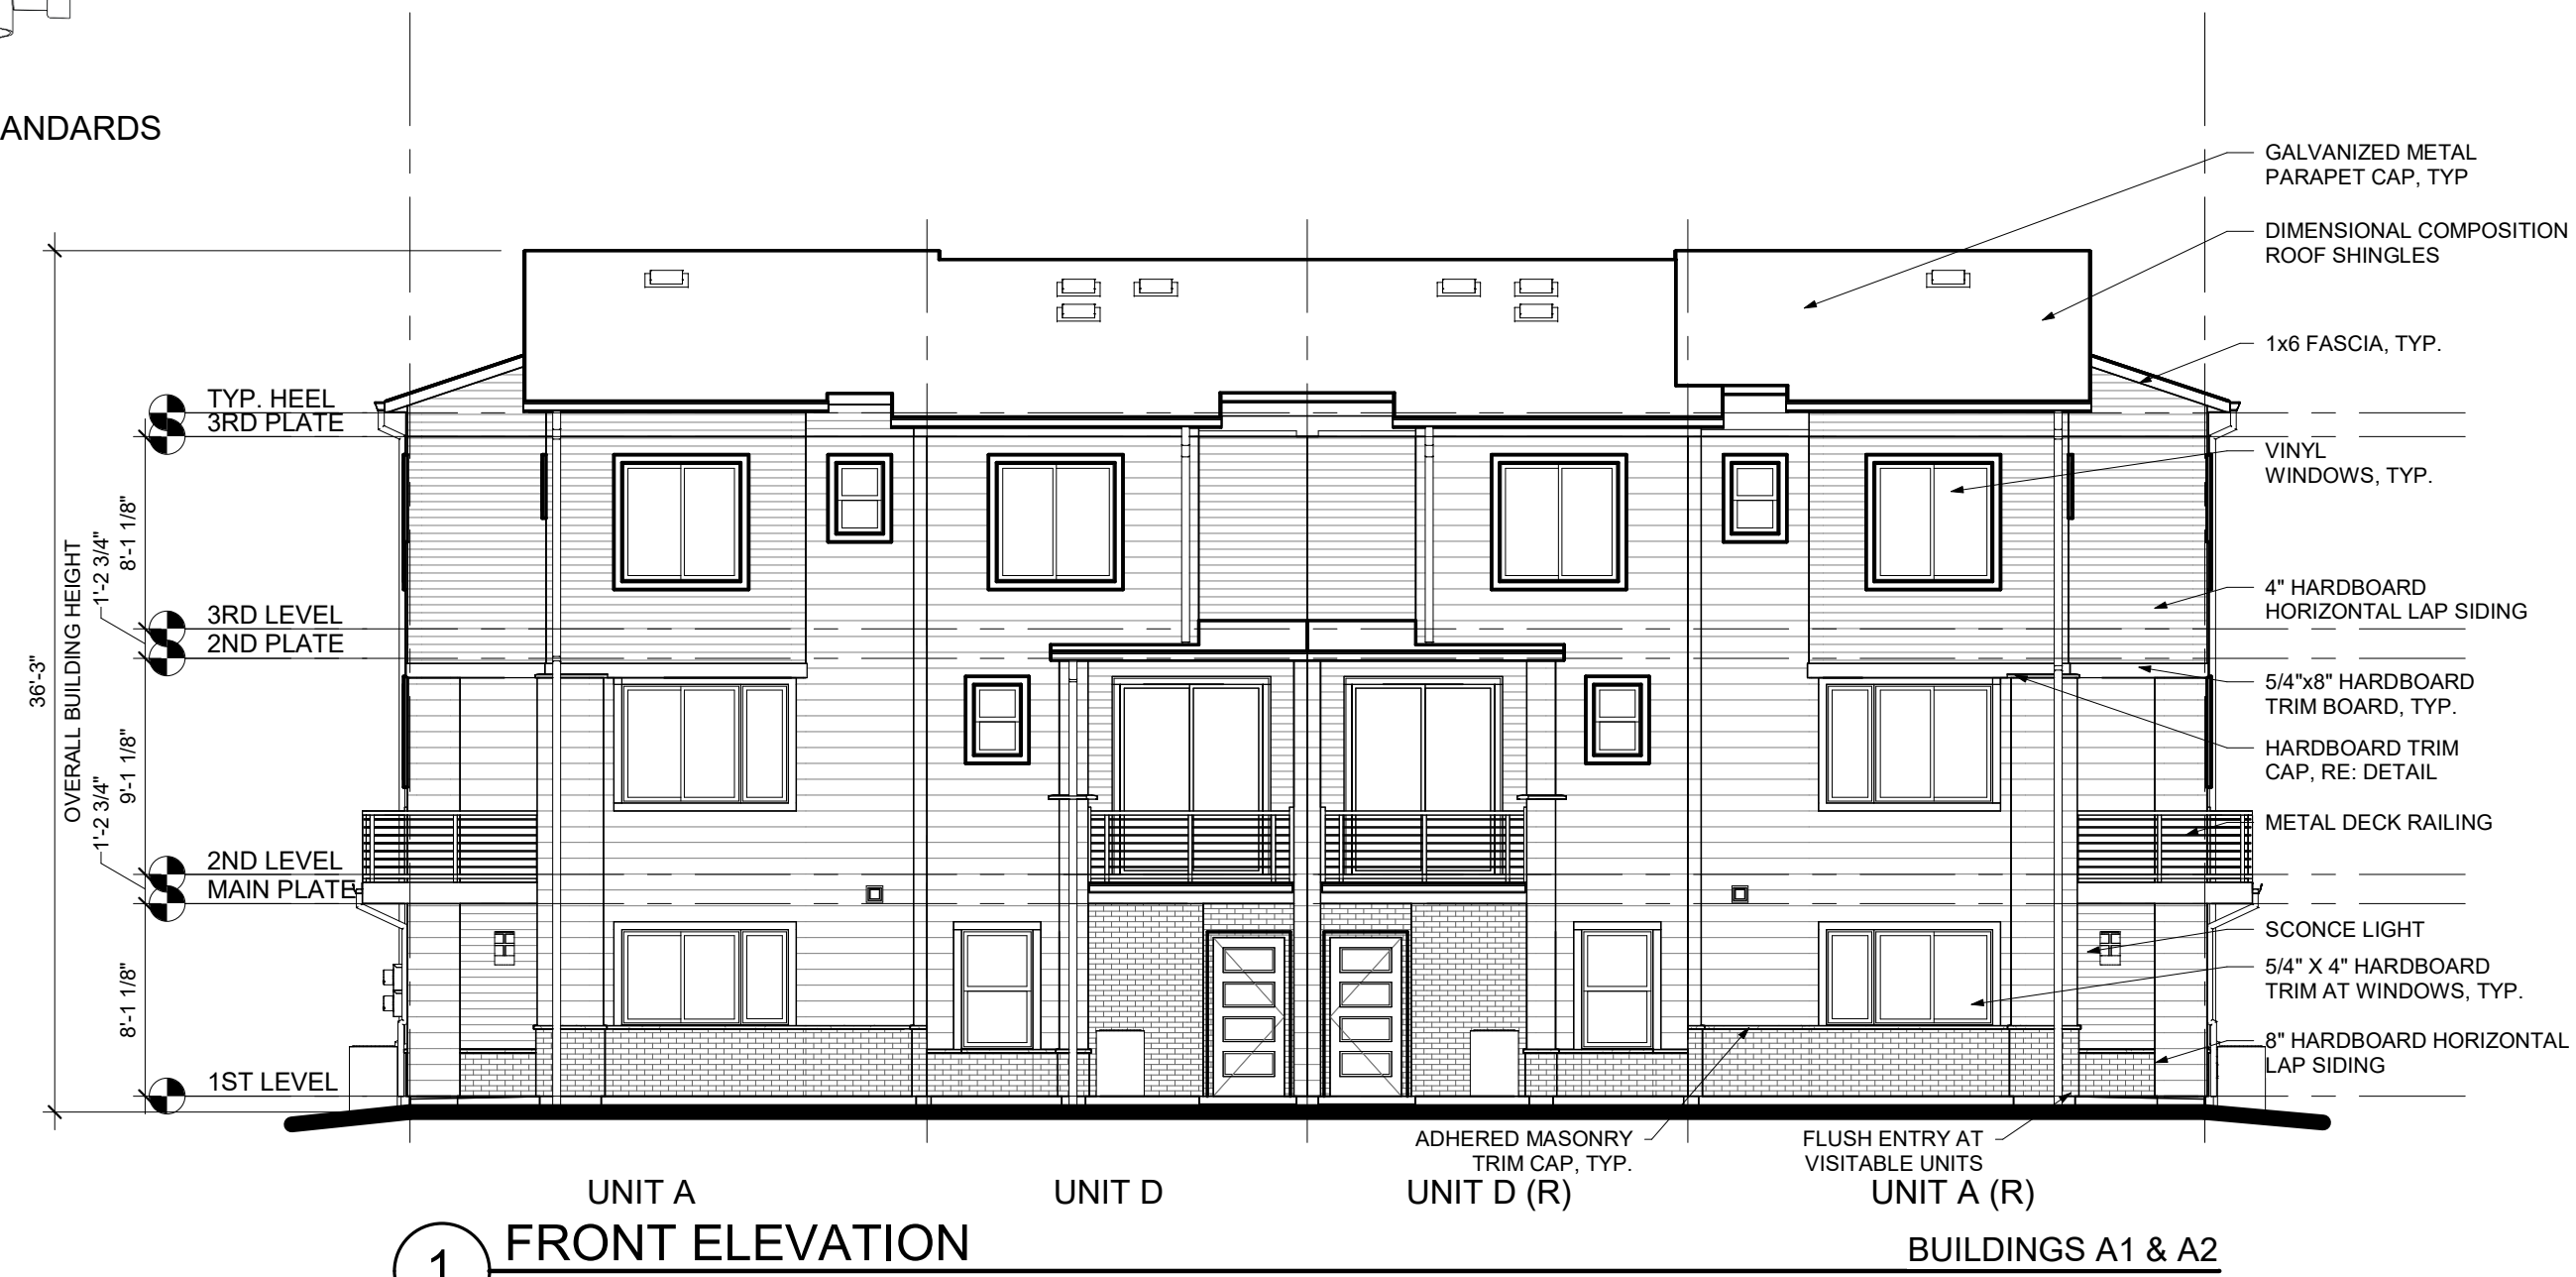 ANDARDS
GALVANIZED METAL
PARAPET CAP, TYP
DIMENSIONAL COMPOSITION
ROOF SHINGLES
1x6 FASCIA, TYP.
VINYL
WINDOWS, TYP.
4" HARDBOARD
HORIZONTAL LAP SIDING
5/4"x8" HARDBOARD
TRIM BOARD, TYP.
HARDBOARD TRIM
CAP, RE: DETAIL
METAL DECK RAILING
SCONCE LIGHT
5/4" X 4" HARDBOARD
TRIM AT WINDOWS, TYP.
8" HARDBOARD HORIZONTAL
LAP SIDING
TYP. HEEL
3RD PLATE
3RD LEVEL
2ND PLATE
2ND LEVEL
MAIN PLATE
1ST LEVEL
36'-3"
OVERALL BUILDING HEIGHT
8'-1 1/8"
1'-2 3/4"
9'-1 1/8"
1'-2 3/4"
8'-1 1/8"
ADHERED MASONRY
TRIM CAP, TYP.
FLUSH ENTRY AT
VISITABLE UNITS
UNIT A
UNIT D
UNIT D (R)
UNIT A (R)
1
FRONT ELEVATION
BUILDINGS A1 & A2